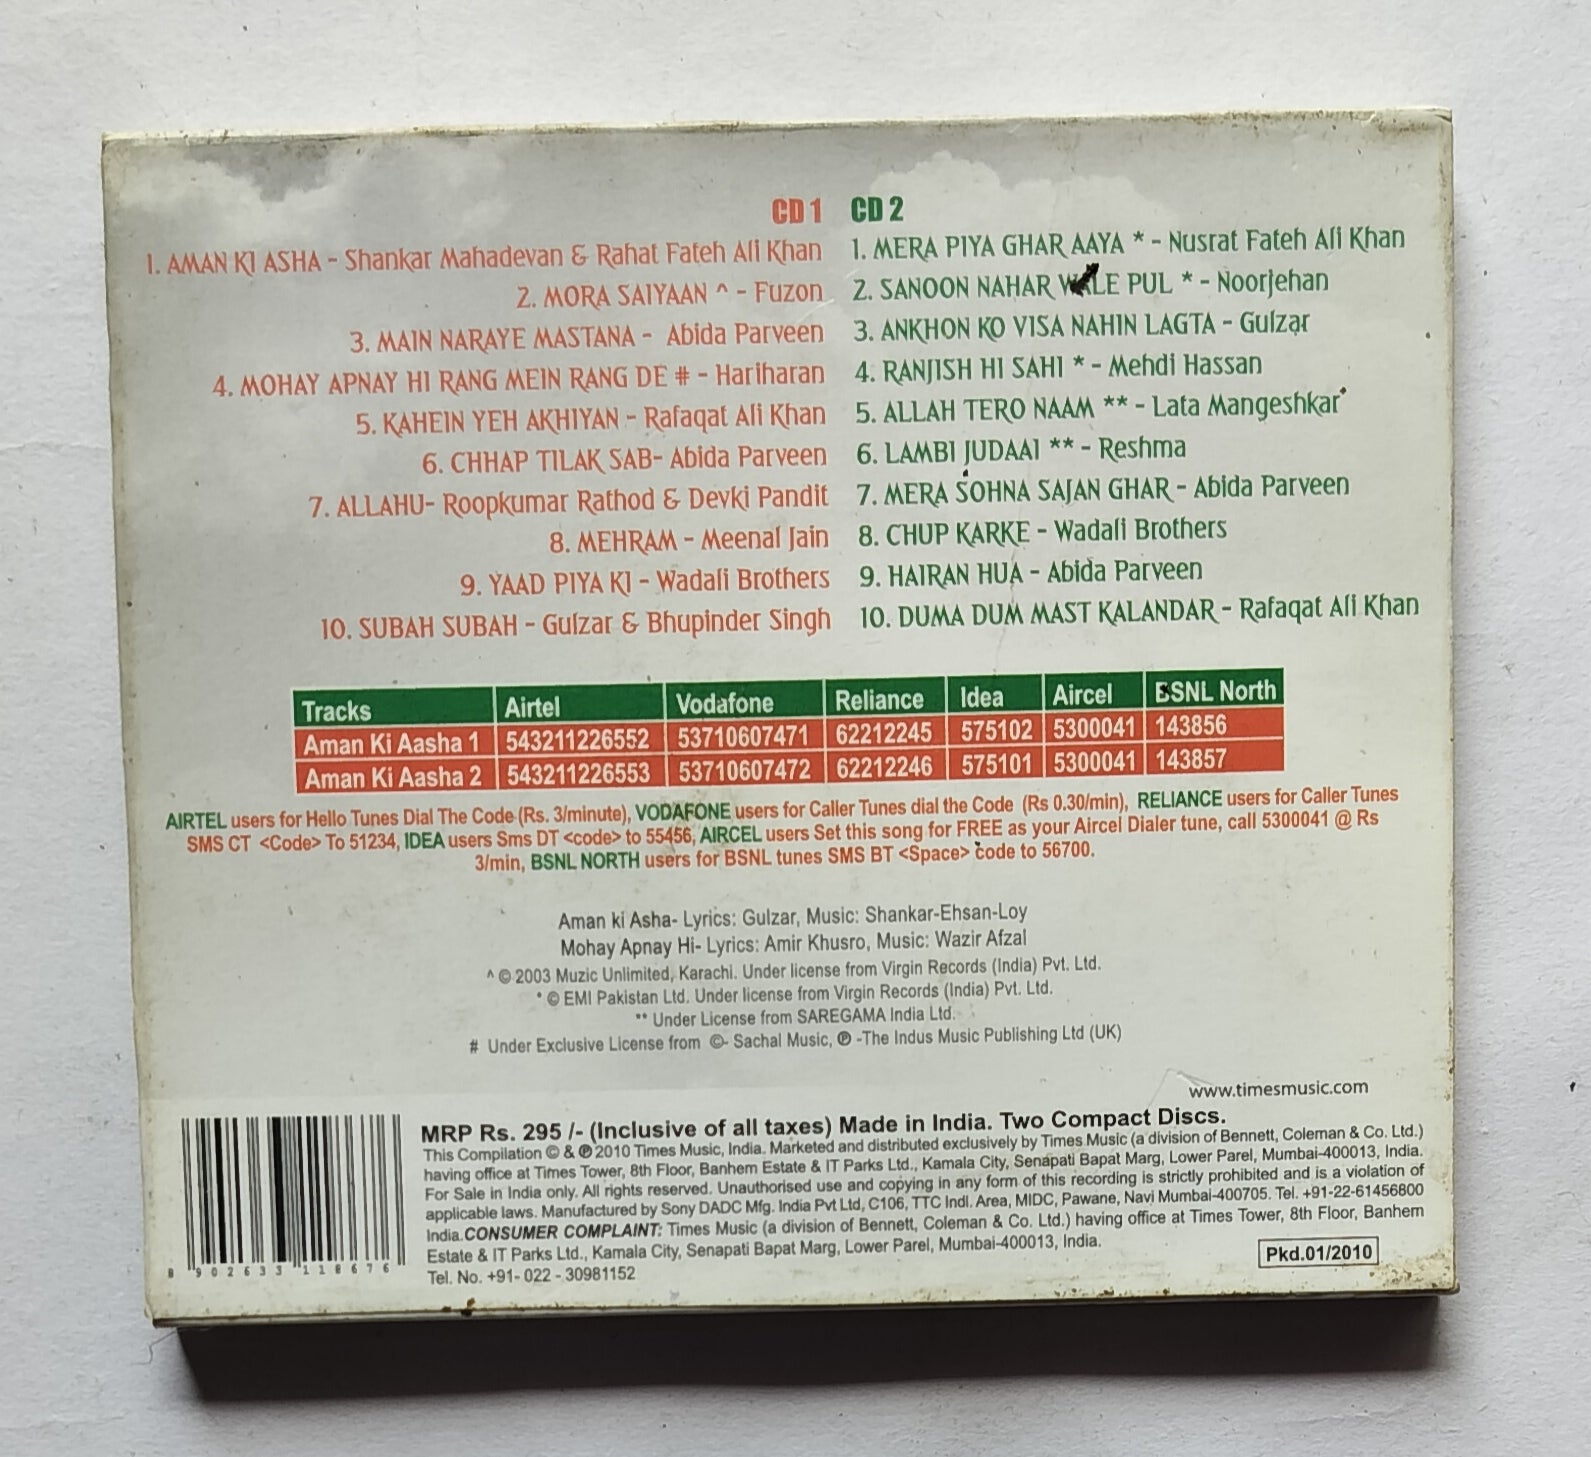 CD 1
1. AMAN KI ASHA - Shankar Mahadevan & Rahat Fateh Ali Khan
2. MORA SAIYAAN ^ - Fuzon
3. MAIN NARAYE MASTANA - Abida Parveen
4. MOHAY APNAY HI RANG MEIN RANG DE # - Hariharan
5. KAHEIN YEH AKHIYAN - Rafaqat Ali Khan
6. CHHAP TILAK SAB- Abida Parveen
7. ALLAHU- Roopkumar Rathod & Devki Pandit
8. MEHRAM - Meenal Jain
9. YAAD PIYA KI - Wadali Brothers
10. SUBAH SUBAH - Gulzar & Bhupinder Singh
CD 2
1. MERA PIYA GHAR AAYA * - Nusrat Fateh Ali Khan
2. SANOON NAHAR WALE PUL * - Noorjehan
3. ANKHON KO VISA NAHIN LAGTA - Gulzar
4. RANJISH HI SAHI * - Mehdi Hassan
5. ALLAH TERO NAAM ** - Lata Mangeshkar
6. LAMBI JUDAAI ** - Reshma
7. MERA SOHNA SAJAN GHAR - Abida Parveen
8. CHUP KARKE - Wadali Brothers
9. HAIRAN HUA - Abida Parveen
10. DUMA DUM MAST KALANDAR - Rafaqat Ali Khan
Tracks Airtel Vodafone Reliance Idea Aircel BSNL North
Aman Ki Aasha 1 543211226552 53710607471 62212245 575102 5300041 143856
Aman Ki Aasha 2 543211226553 53710607472 62212246 575101 5300041 143857
AIRTEL users for Hello Tunes Dial The Code (Rs. 3/minute), VODAFONE users for Caller Tunes dial the Code (Rs 0.30/min), RELIANCE users for Caller Tunes
SMS CT <Code> To 51234, IDEA users Sms DT <code> to 55456, AIRCEL users Set this song for FREE as your Aircel Dialer tune, call 5300041 @ Rs
3/min, BSNL NORTH users for BSNL tunes SMS BT <Space> code to 56700.
Aman ki Asha- Lyrics: Gulzar, Music: Shankar-Ehsan-Loy
Mohay Apnay Hi- Lyrics: Amir Khusro, Music: Wazir Afzal
^ © 2003 Muzic Unlimited, Karachi. Under license from Virgin Records (India) Pvt. Ltd.
* © EMI Pakistan Ltd. Under license from Virgin Records (India) Pvt. Ltd.
** Under License from SAREGAMA India Ltd.
# Under Exclusive License from ©- Sachal Music, ℗ -The Indus Music Publishing Ltd (UK)
www.timesmusic.com
MRP Rs. 295 /- (Inclusive of all taxes) Made in India. Two Compact Discs.
This Compilation © & ℗ 2010 Times Music, India. Marketed and distributed exclusively by Times Music (a division of Bennett, Coleman & Co. Ltd.)
having office at Times Tower, 8th Floor, Banhem Estate & IT Parks Ltd., Kamala City, Senapati Bapat Marg, Lower Parel, Mumbai-400013, India.
For Sale in India only. All rights reserved. Unauthorised use and copying in any form of this recording is strictly prohibited and is a violation of
applicable laws. Manufactured by Sony DADC Mfg. India Pvt Ltd, C106, TTC Indl. Area, MIDC, Pawane, Navi Mumbai-400705. Tel. +91-22-61456800
India. CONSUMER COMPLAINT: Times Music (a division of Bennett, Coleman & Co. Ltd.) having office at Times Tower, 8th Floor, Banhem
Estate & IT Parks Ltd., Kamala City, Senapati Bapat Marg, Lower Parel, Mumbai-400013, India.
Tel. No. +91- 022 - 30981152
Pkd.01/2010
8 902633 118676